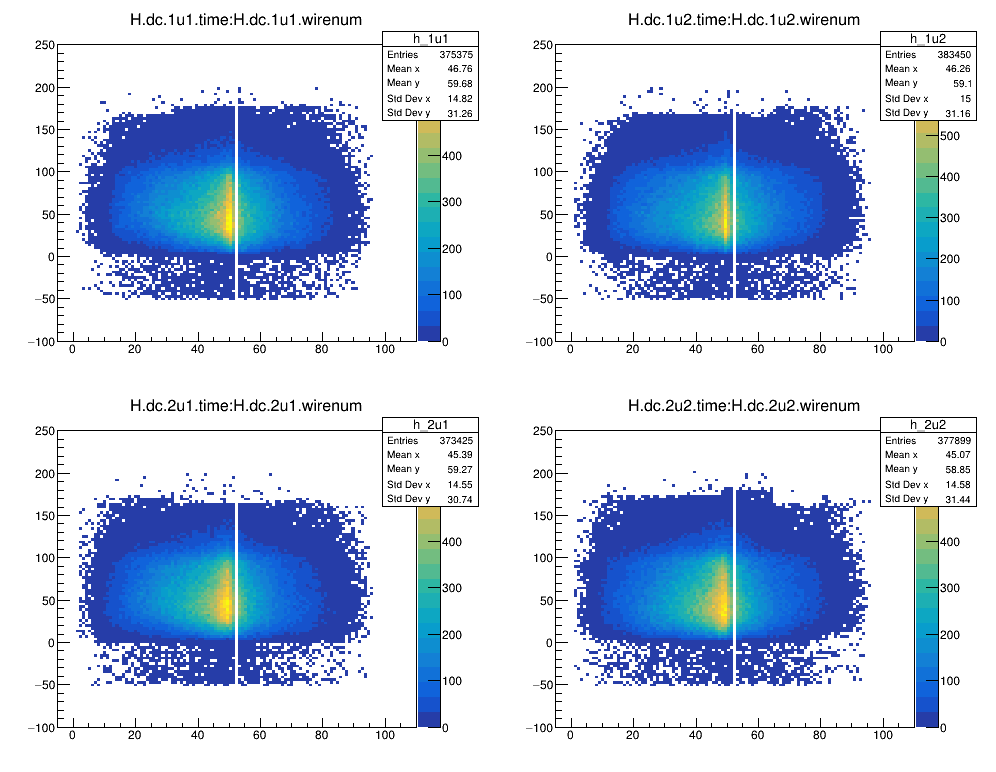 H.dc.1u1.time:H.dc.1u1.wirenum
h_1u1
Entries 375375
Mean x 46.76
Mean y 59.68
Std Dev x 14.82
Std Dev y 31.26
250
200
150
100
50
0
−50
−100
0 20 40 60 80 100
400
300
200
100
0
H.dc.1u2.time:H.dc.1u2.wirenum
h_1u2
Entries 383450
Mean x 46.26
Mean y 59.1
Std Dev x 15
Std Dev y 31.16
250
200
150
100
50
0
−50
−100
0 20 40 60 80 100
500
400
300
200
100
0
H.dc.2u1.time:H.dc.2u1.wirenum
h_2u1
Entries 373425
Mean x 45.39
Mean y 59.27
Std Dev x 14.55
Std Dev y 30.74
250
200
150
100
50
0
−50
−100
0 20 40 60 80 100
400
300
200
100
0
H.dc.2u2.time:H.dc.2u2.wirenum
h_2u2
Entries 377899
Mean x 45.07
Mean y 58.85
Std Dev x 14.58
Std Dev y 31.44
250
200
150
100
50
0
−50
−100
0 20 40 60 80 100
400
300
200
100
0